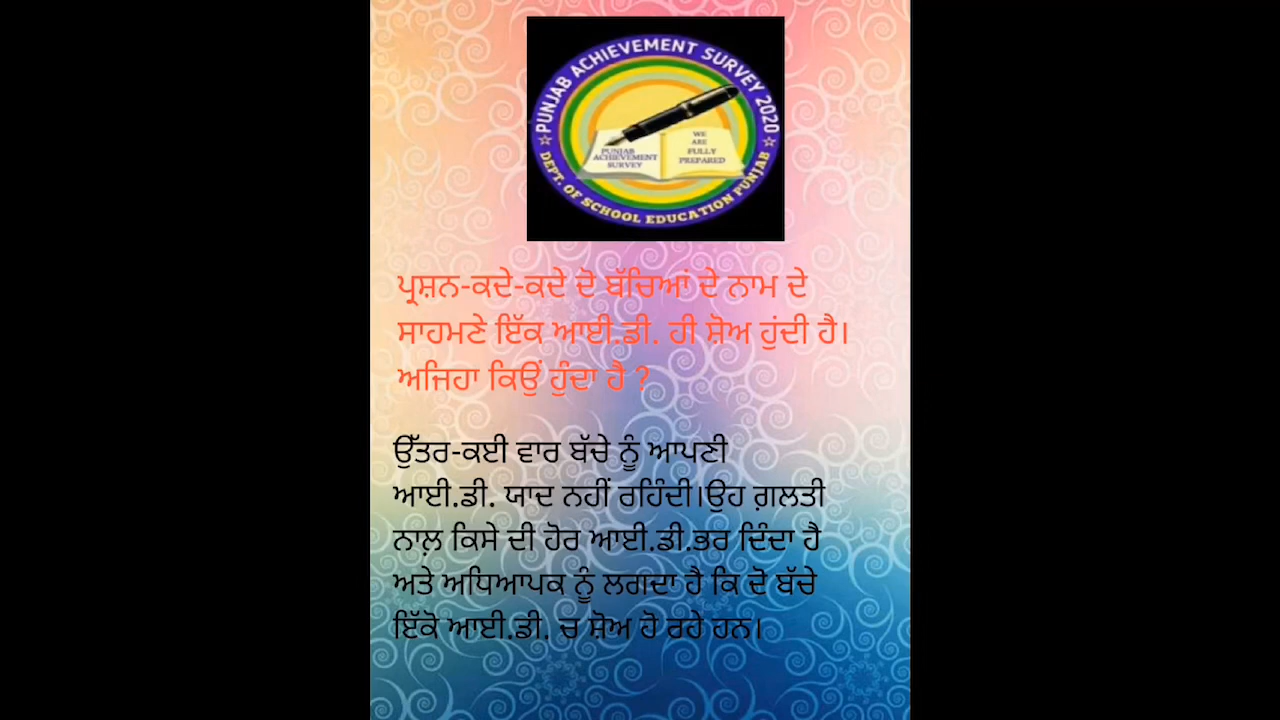 PUNJAB ACHIEVEMENT SURVEY 2020
PUNJAB
ACHIEVEMENT
SURVEY
WE
ARE
FULLY
PREPARED
DEPT. OF SCHOOL EDUCATION PUNJAB
ਪ੍ਰਸ਼ਨ-ਕਦੇ-ਕਦੇ ਦੋ ਬੱਚਿਆਂ ਦੇ ਨਾਮ ਦੇ
ਸਾਹਮਣੇ ਇੱਕ ਆਈ.ਡੀ. ਹੀ ਸ਼ੋਅ ਹੁੰਦੀ ਹੈ।
ਅਜਿਹਾ ਕਿਉਂ ਹੁੰਦਾ ਹੈ ?
ਉੱਤਰ-ਕਈ ਵਾਰ ਬੱਚੇ ਨੂੰ ਆਪਣੀ
ਆਈ.ਡੀ. ਯਾਦ ਨਹੀਂ ਰਹਿੰਦੀ।ਉਹ ਗ਼ਲਤੀ
ਨਾਲ਼ ਕਿਸੇ ਦੀ ਹੋਰ ਆਈ.ਡੀ.ਭਰ ਦਿੰਦਾ ਹੈ
ਅਤੇ ਅਧਿਆਪਕ ਨੂੰ ਲਗਦਾ ਹੈ ਕਿ ਦੋ ਬੱਚੇ
ਇੱਕੋ ਆਈ.ਡੀ. ਚ ਸ਼ੋਅ ਹੋ ਰਹੇ ਹਨ।